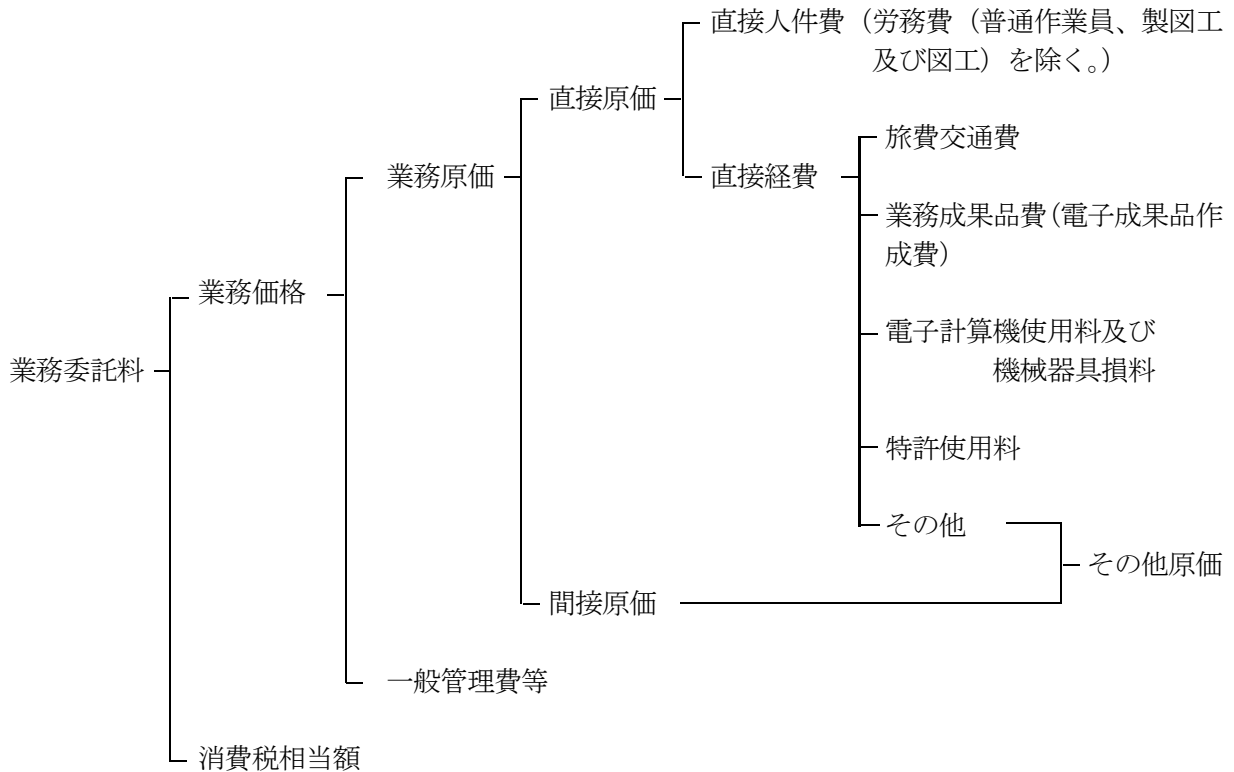 直接人件費（労務費（普通作業員、製図工
及び図工）を除く。）
直接原価
旅費交通費
業務原価
直接経費
業務成果品費（電子成果品作
成費）
業務価格
電子計算機使用料及び
機械器具損料
業務委託料
特許使用料
その他
その他原価
間接原価
一般管理費等
消費税相当額